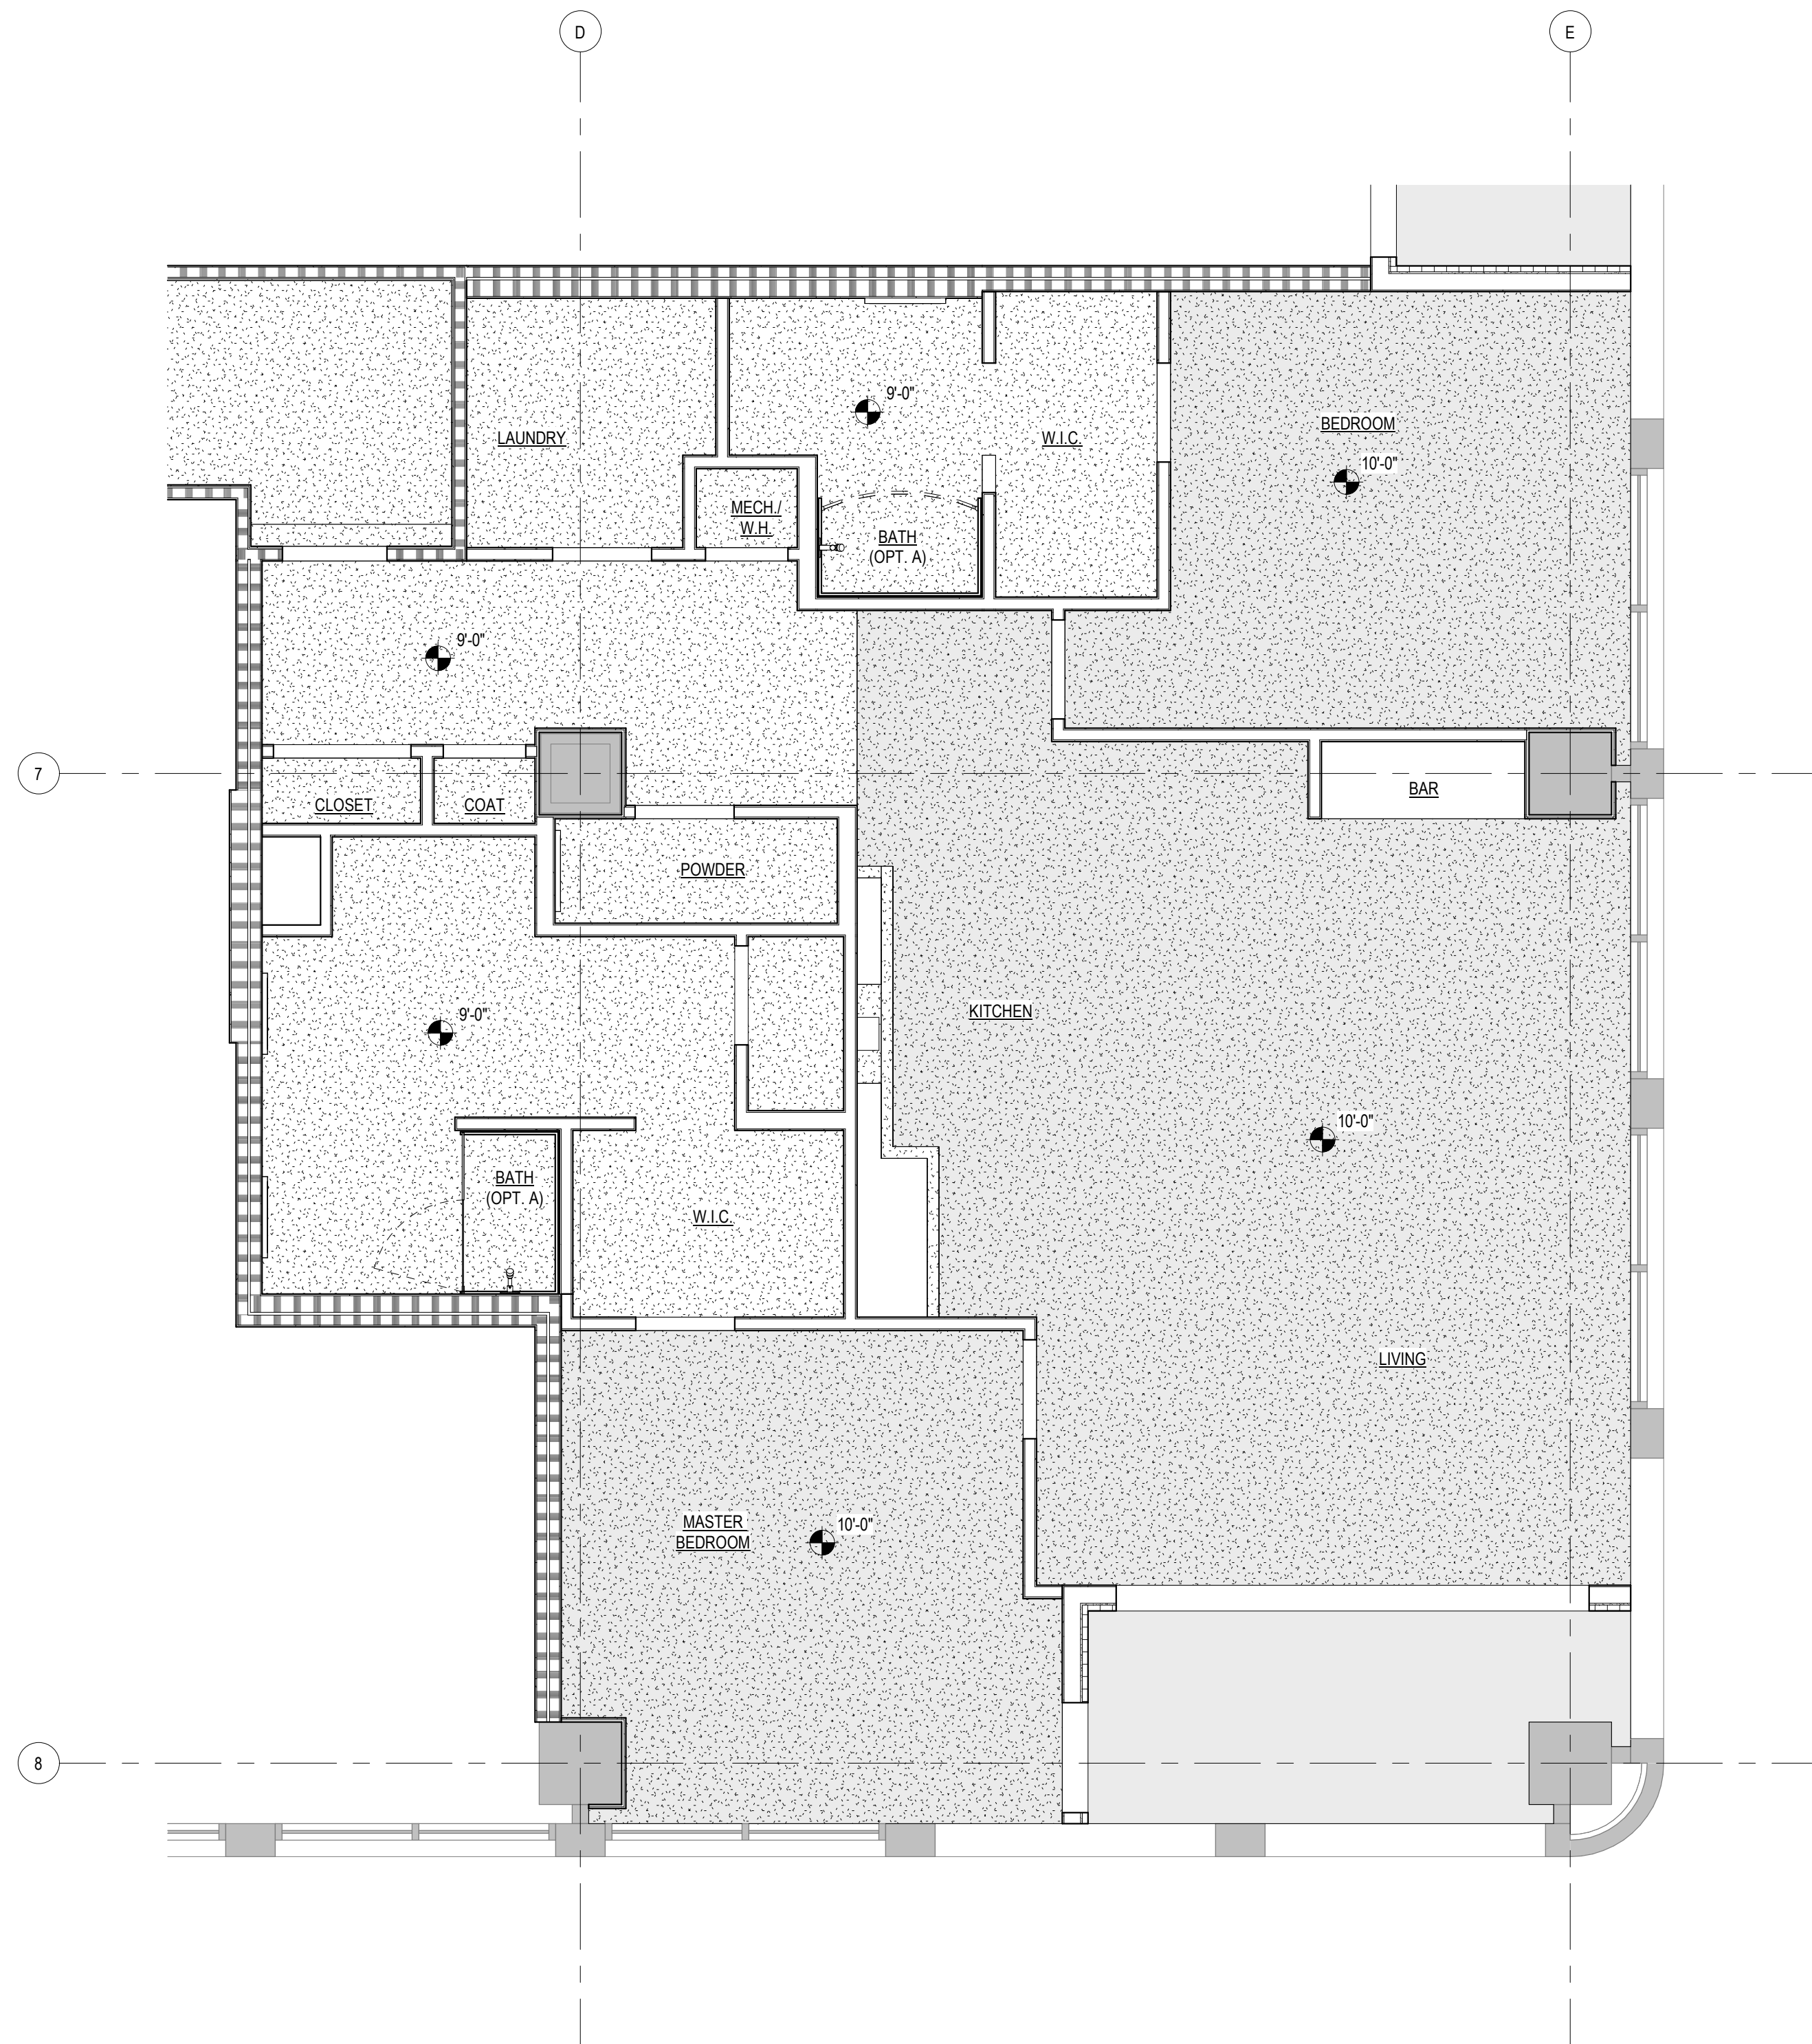 D
E
9'-0"
LAUNDRY
W.I.C.
BEDROOM
10'-0"
MECH./
W.H.
BATH
(OPT. A)
9'-0"
7
CLOSET
COAT
BAR
POWDER
9'-0"
KITCHEN
10'-0"
BATH
(OPT. A)
W.I.C.
LIVING
MASTER
BEDROOM
10'-0"
8